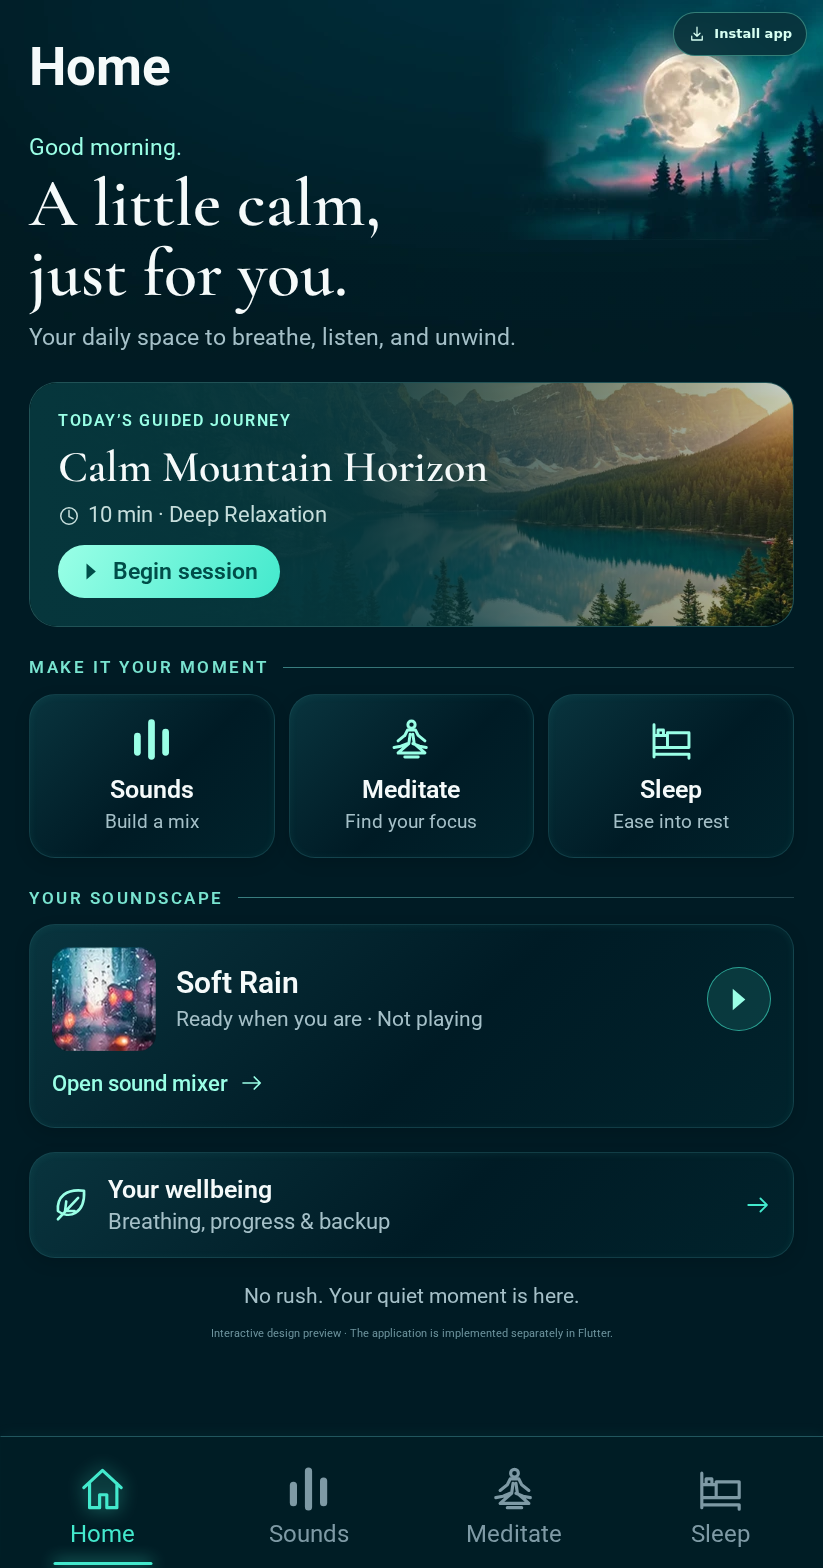 Install app
Home
Good morning.
A little calm,
just for you.
Your daily space to breathe, listen, and unwind.
TODAY’S GUIDED JOURNEY
Calm Mountain Horizon
10 min · Deep Relaxation
Begin session
MAKE IT YOUR MOMENT
Sounds
Build a mix
Meditate
Find your focus
Sleep
Ease into rest
YOUR SOUNDSCAPE
Soft Rain
Ready when you are · Not playing
Open sound mixer →
Your wellbeing
Breathing, progress & backup
No rush. Your quiet moment is here.
Interactive design preview · The application is implemented separately in Flutter.
Home
Sounds
Meditate
Sleep